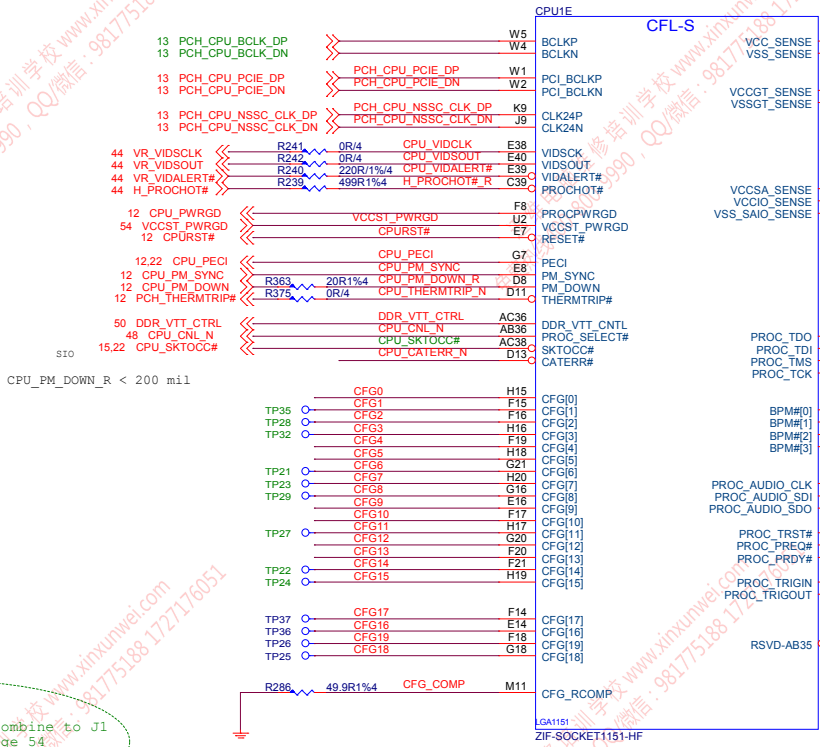 CPU1E
CFL-S
13 PCH_CPU_BCLK_DP W5 BCLKP VCC_SENSE
13 PCH_CPU_BCLK_DN W4 BCLKN VSS_SENSE
13 PCH_CPU_PCIE_DP PCH_CPU_PCIE_DP W1 PCI_BCLKP VCCGT_SENSE
13 PCH_CPU_PCIE_DN PCH_CPU_PCIE_DN W2 PCI_BCLKN VSSGT_SENSE
13 PCH_CPU_NSSC_CLK_DP PCH_CPU_NSSC_CLK_DP K9 CLK24P
13 PCH_CPU_NSSC_CLK_DN PCH_CPU_NSSC_CLK_DN J9 CLK24N
44 VR_VIDSCLK R241 0R/4 CPU_VIDCLK E38 VIDSCK
44 VR_VIDSOUT R242 0R/4 CPU_VIDSOUT E40 VIDSOUT
44 VR_VIDALERT# R240 220R/1%/4 CPU_VIDALERT# E39 VIDALERT#
44 H_PROCHOT# R239 499R1%4 H_PROCHOT#_R C39 PROCHOT# VCCSA_SENSE
VCCIO_SENSE
12 CPU_PWRGD F8 PROCPWRGD VSS_SAIO_SENSE
54 VCCST_PWRGD VCCST_PWRGD U2 VCCST_PWRGD
12 CPURST# CPURST# E7 RESET#
12,22 CPU_PECI CPU_PECI G7 PECI
12 CPU_PM_SYNC CPU_PM_SYNC E8 PM_SYNC
12 CPU_PM_DOWN R363 20R1%4 CPU_PM_DOWN_R D8 PM_DOWN
12 PCH_THERMTRIP# R375 0R/4 CPU_THERMTRIP_N D11 THERMTRIP#
50 DDR_VTT_CTRL DDR_VTT_CTRL AC36 DDR_VTT_CNTL
48 CPU_CNL_N CPU_CNL_N AB36 PROC_SELECT# PROC_TDO
SIO 15,22 CPU_SKTOCC# CPU_SKTOCC# AC38 SKTOCC# PROC_TDI
CPU_CATERR_N D13 CATERR# PROC_TMS
PROC_TCK
CPU_PM_DOWN_R < 200 mil
CFG0 H15 CFG[0]
TP35 CFG1 F15 CFG[1] BPM#[0]
TP28 CFG2 F16 CFG[2] BPM#[1]
TP32 CFG3 H16 CFG[3] BPM#[2]
CFG4 F19 CFG[4] BPM#[3]
CFG5 H18 CFG[5]
TP21 CFG6 G21 CFG[6]
TP23 CFG7 H20 CFG[7] PROC_AUDIO_CLK
TP29 CFG8 G16 CFG[8] PROC_AUDIO_SDI
CFG9 E16 CFG[9] PROC_AUDIO_SDO
CFG10 F17 CFG[10]
TP27 CFG11 H17 CFG[11] PROC_TRST#
CFG12 G20 CFG[12] PROC_PREQ#
CFG13 F20 CFG[13] PROC_PRDY#
TP22 CFG14 F21 CFG[14]
TP24 CFG15 H19 CFG[15] PROC_TRIGIN
PROC_TRIGOUT
TP37 CFG17 F14 CFG[17]
TP36 CFG16 E14 CFG[16]
TP26 CFG19 F18 CFG[19] RSVD-AB35
TP25 CFG18 G18 CFG[18]
R286 49.9R1%4 CFG_COMP M11 CFG_RCOMP
LGA1151
ZIF-SOCKET1151-HF
ombine to J1
ge 54
www.xinxunwei.com
981775188 1727176051